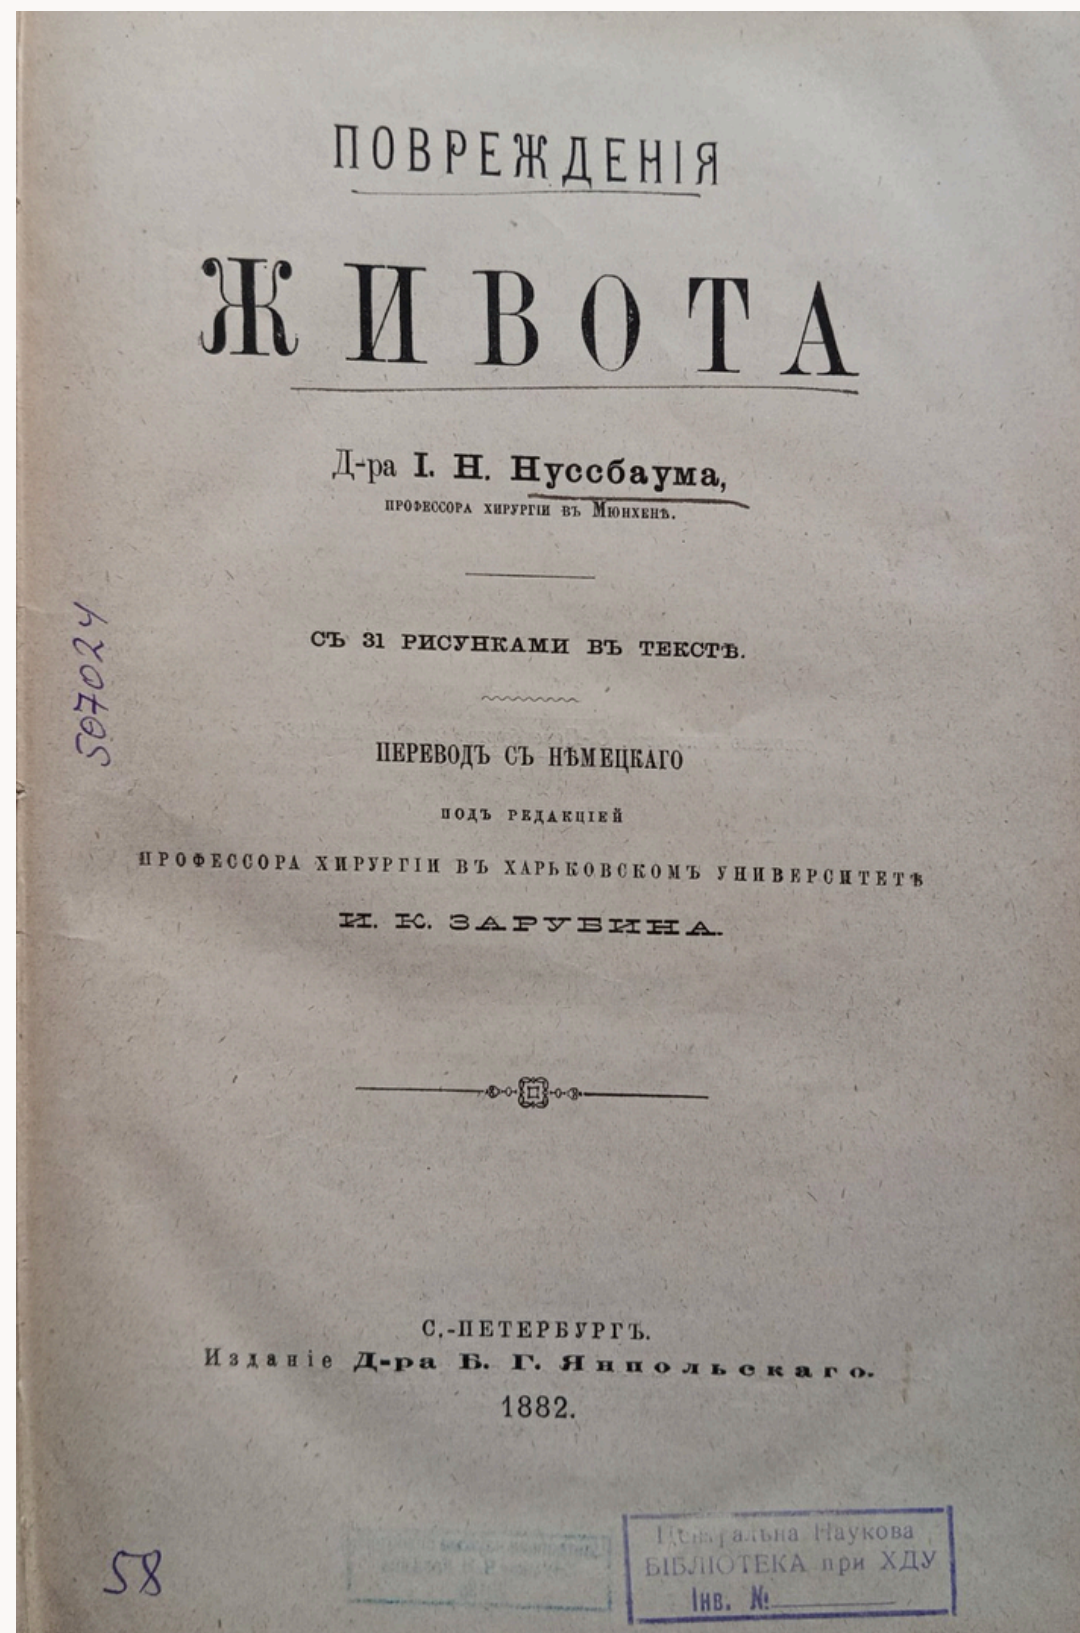 ПОВРЕЖДЕНІЯ
ЖИВОТА
Д-ра І. Н. Нуссбаума,
ПРОФЕССОРА ХИРУРГІИ ВЪ МЮНХЕНѢ.
СЪ 31 РИСУНКАМИ ВЪ ТЕКСТѢ.
ПЕРЕВОДЪ СЪ НѢМЕЦКАГО
ПОДЪ РЕДАКЦІЕЙ
ПРОФЕССОРА ХИРУРГІИ ВЪ ХАРЬКОВСКОМЪ УНИВЕРСИТЕТѢ
И. К. ЗАРУБИНА.
507024
С.-ПЕТЕРБУРГЪ.
Изданіе Д-ра Б. Г. Янпольскаго.
1882.
58
Центральна Наукова
БІБЛІОТЕКА при ХДУ
Інв. №